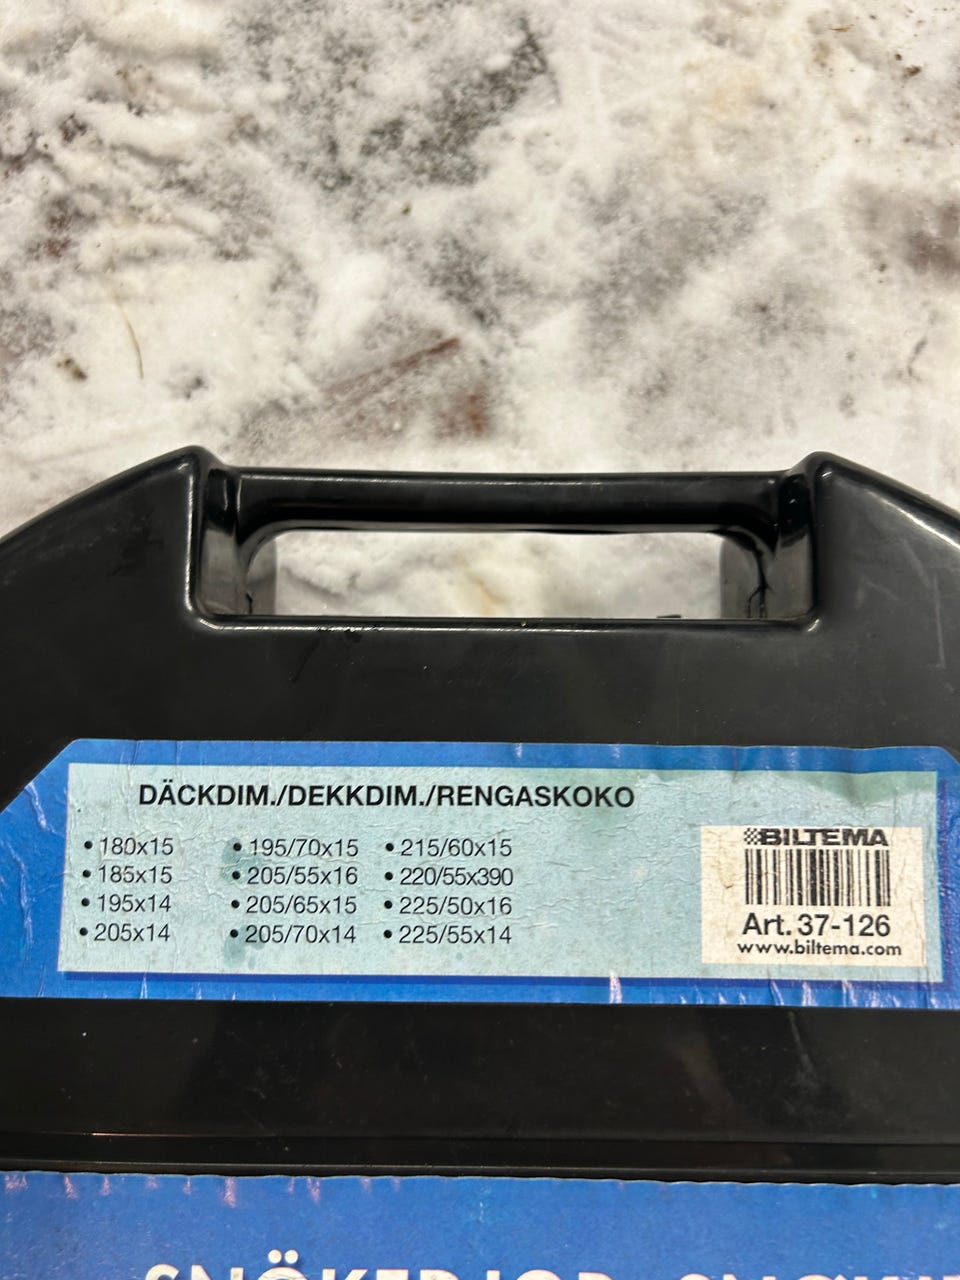 DÄCKDIM./DEKKDIM./RENGASKOKO
• 180x15
• 185x15
• 195x14
• 205x14
• 195/70x15
• 205/55x16
• 205/65x15
• 205/70x14
• 215/60x15
• 220/55x390
• 225/50x16
• 225/55x14
BILTEMA
Art. 37-126
www.biltema.com